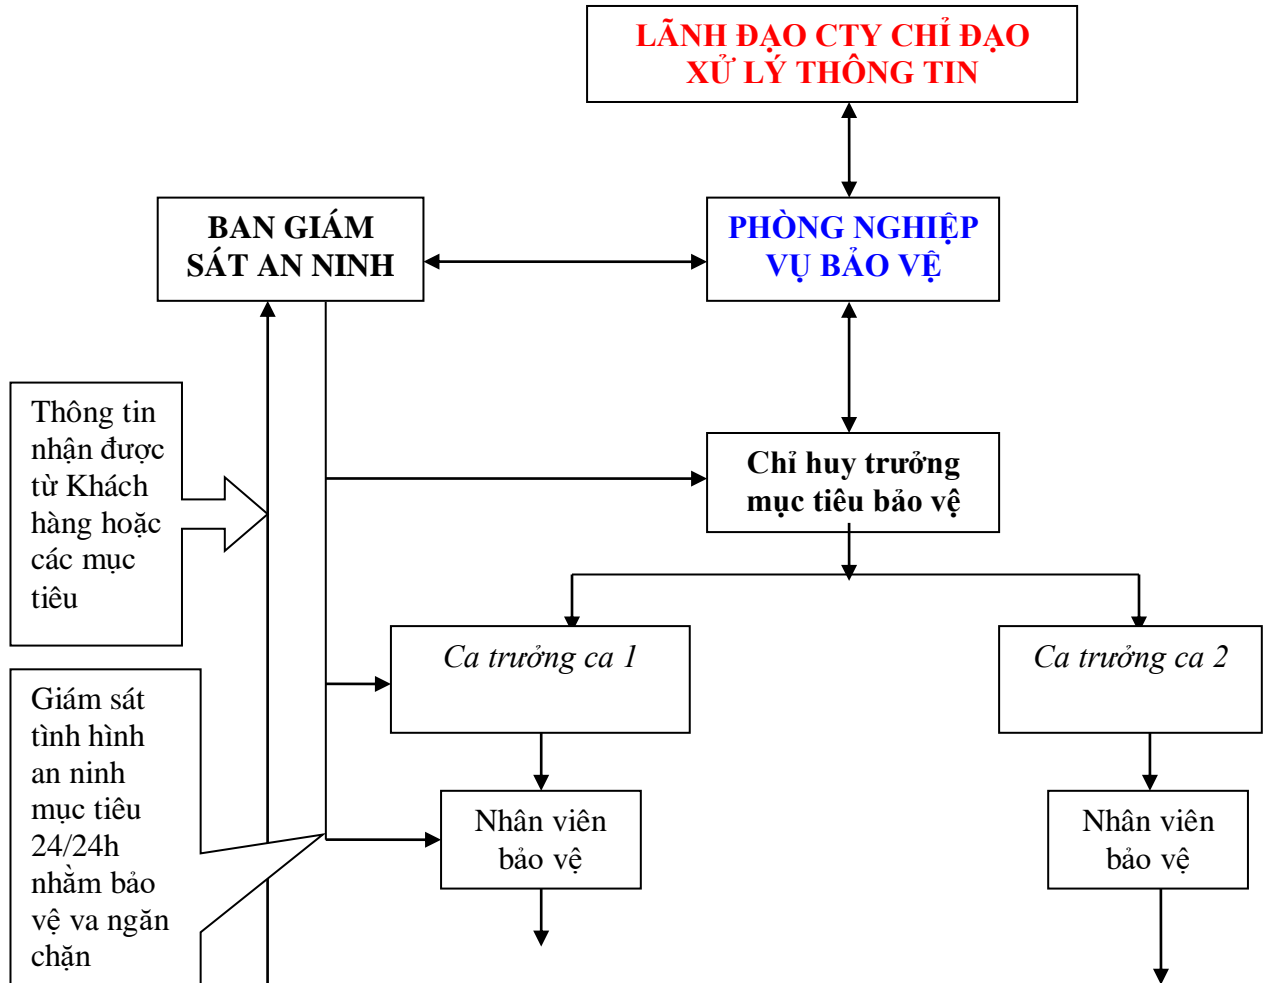 LÃNH ĐẠO CTY CHỈ ĐẠO
XỬ LÝ THÔNG TIN
BAN GIÁM
SÁT AN NINH
PHÒNG NGHIỆP
VỤ BẢO VỆ
Thông tin
nhận được
từ Khách
hàng hoặc
các mục
tiêu
Chỉ huy trưởng
mục tiêu bảo vệ
Ca trưởng ca 1
Ca trưởng ca 2
Giám sát
tình hình
an ninh
mục tiêu
24/24h
nhằm bảo
vệ va ngăn
chặn
Nhân viên
bảo vệ
Nhân viên
bảo vệ